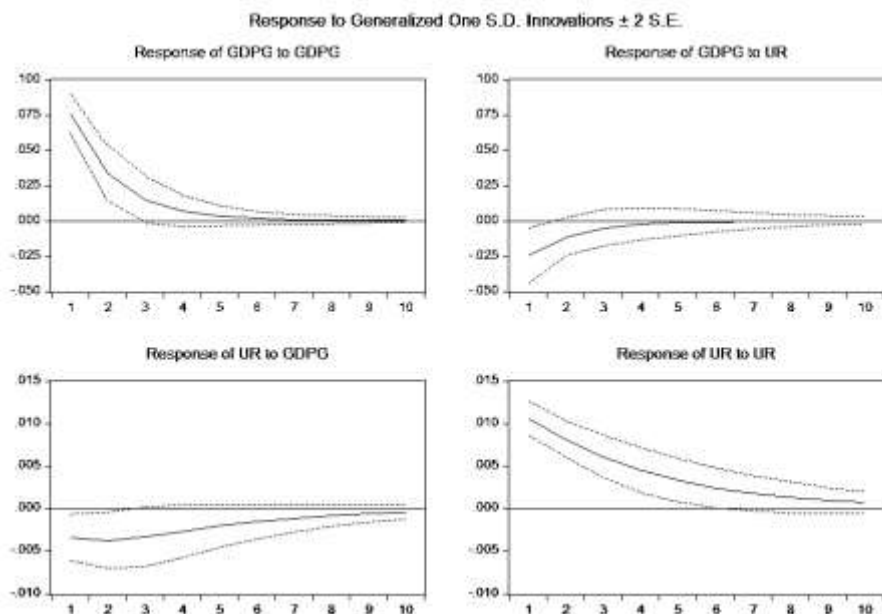 Response to Generalized One S.D. Innovations ± 2 S.E.
Response of GDPG to GDPG
.100
.075
.050
.025
.000
-.025
-.050
1 2 3 4 5 6 7 8 9 10
Response of GDPG to UR
.100
.075
.050
.025
.000
-.025
-.050
1 2 3 4 5 6 7 8 9 10
Response of UR to GDPG
.015
.010
.005
.000
-.005
-.010
1 2 3 4 5 6 7 8 9 10
Response of UR to UR
.015
.010
.005
.000
-.005
-.010
1 2 3 4 5 6 7 8 9 10